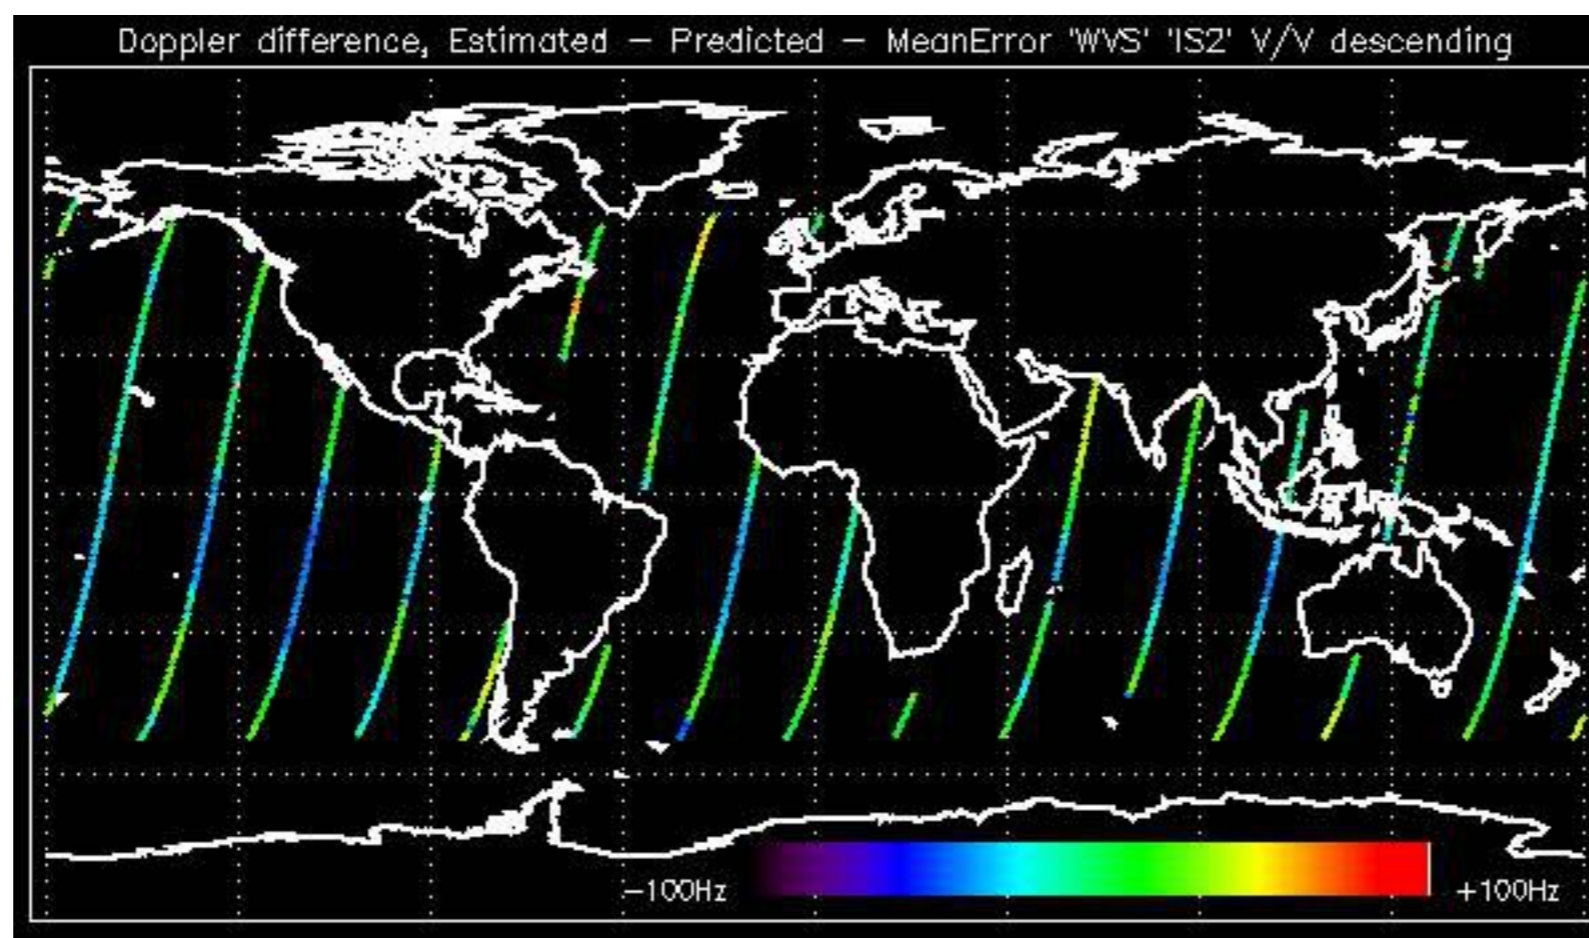 Doppler difference, Estimated – Predicted – MeanError 'WVS' 'IS2' V/V descending
–100Hz +100Hz